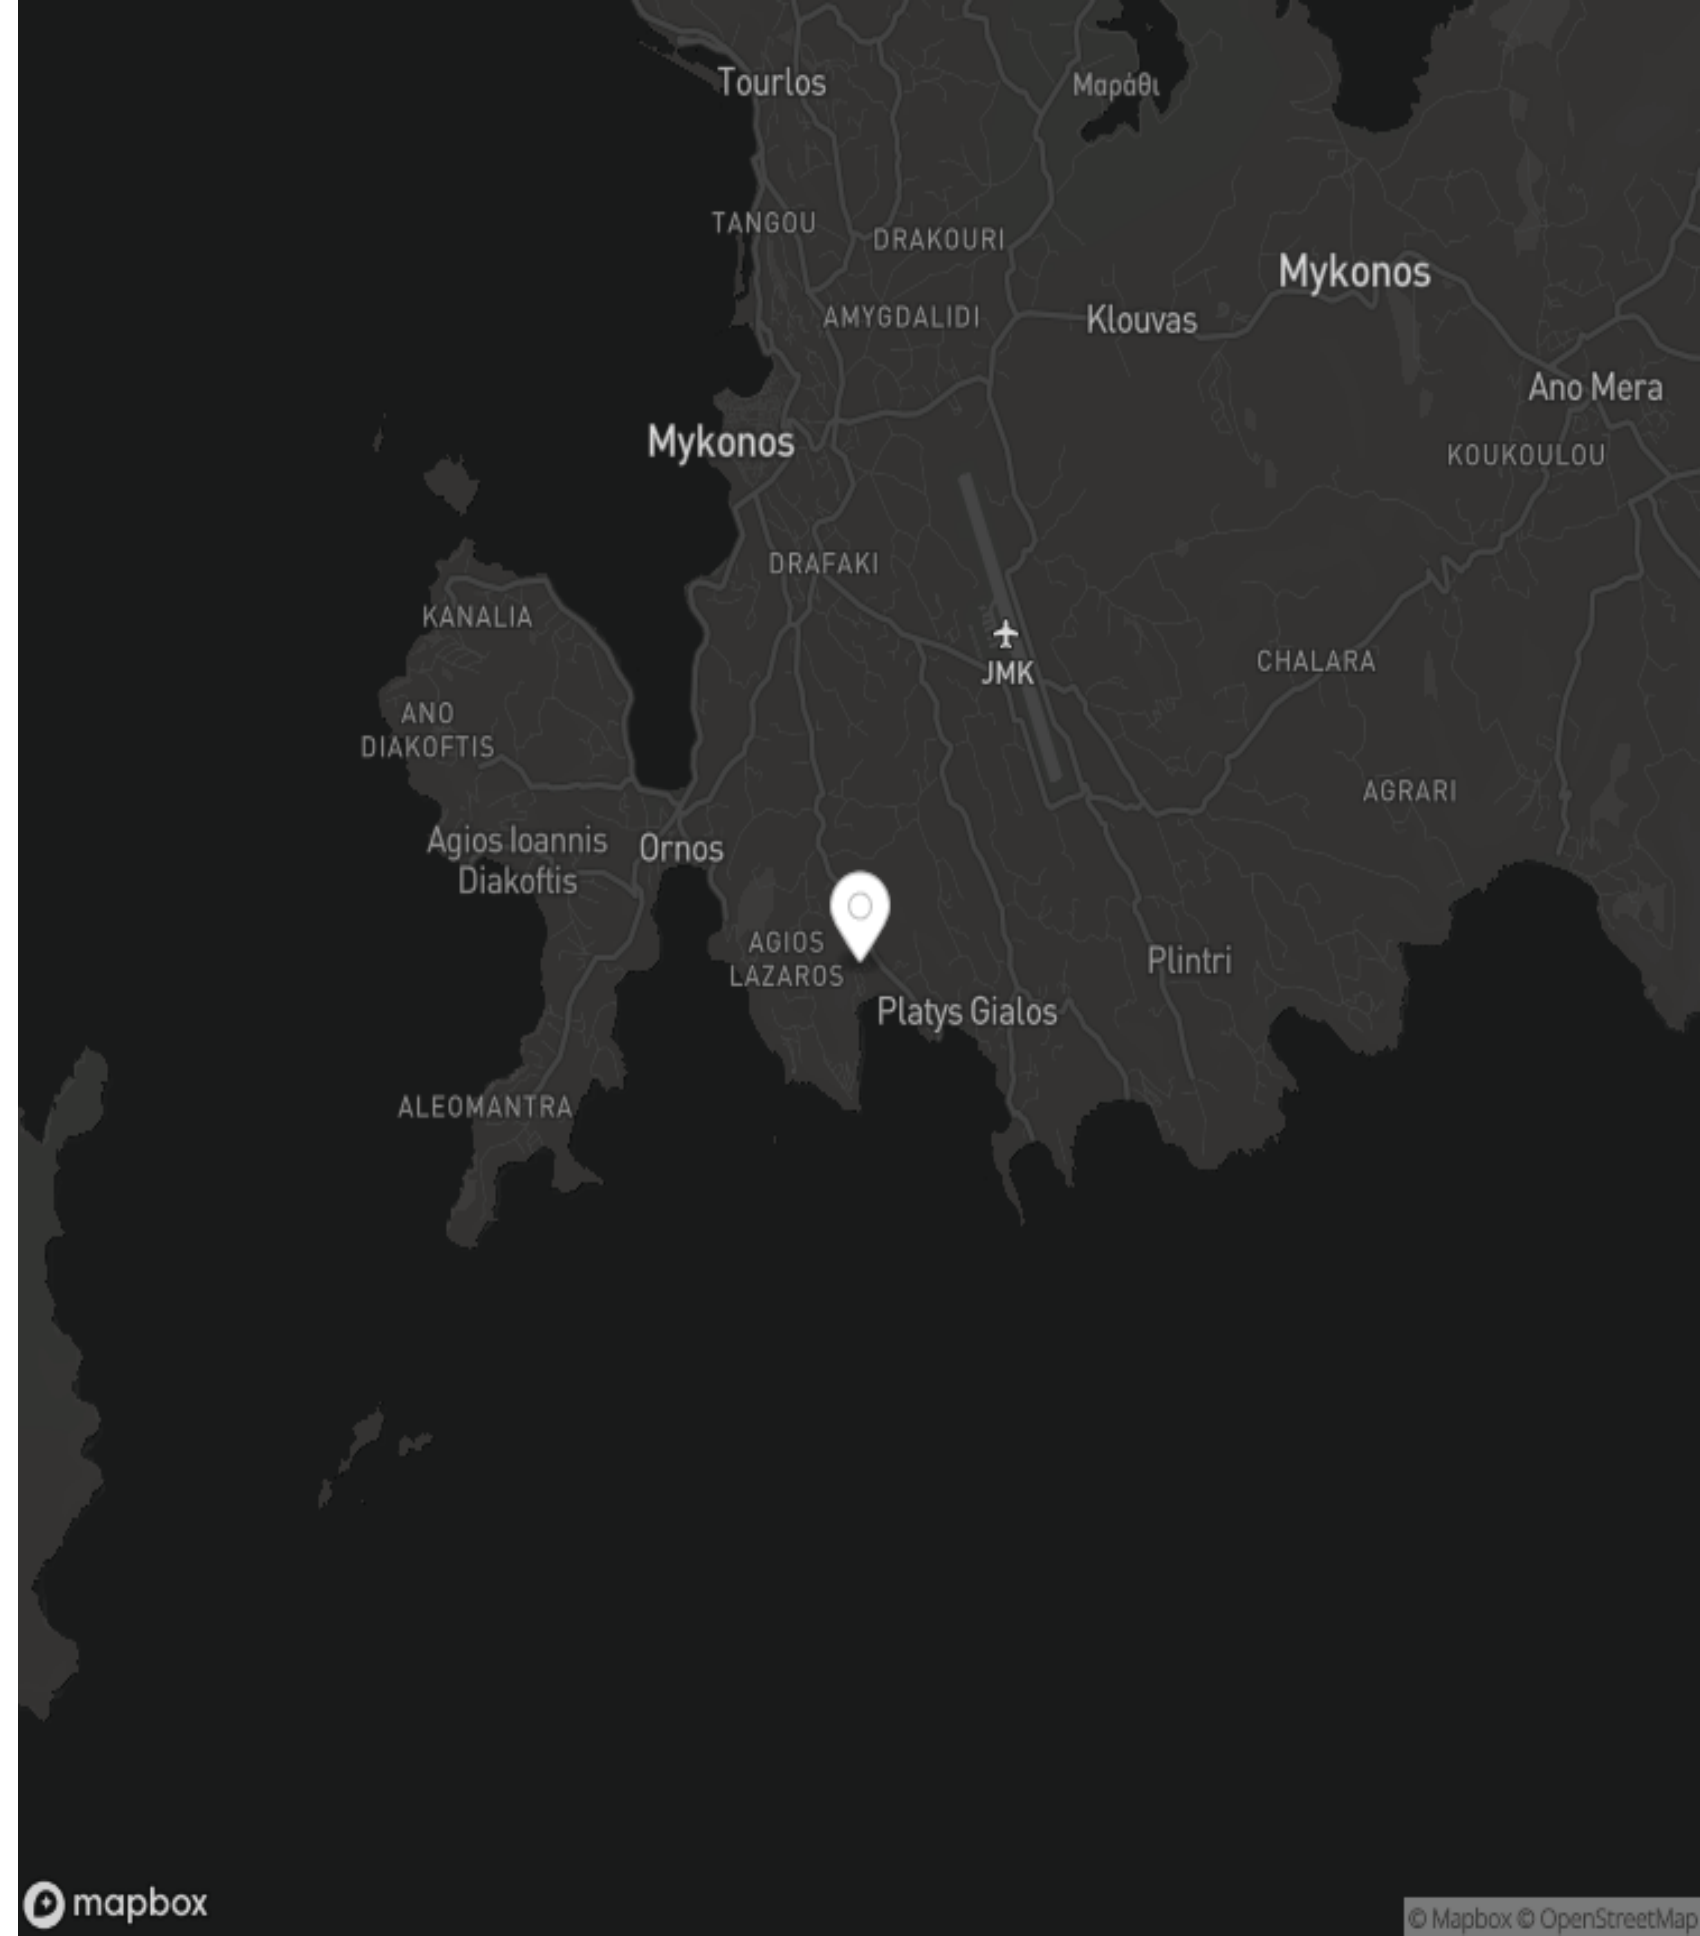 Tourlos
Μαράθι
TANGOU
DRAKOURI
Mykonos
AMYGDALIDI
Klouvas
Ano Mera
Mykonos
KOUKOULOU
DRAFAKI
KANALIA
JMK
CHALARA
ANO
DIAKOFTIS
AGRARI
Agios Ioannis
Diakoftis
Ornos
AGIOS
LAZAROS
Plintri
Platys Gialos
ALEOMANTRA
mapbox
© Mapbox © OpenStreetMap